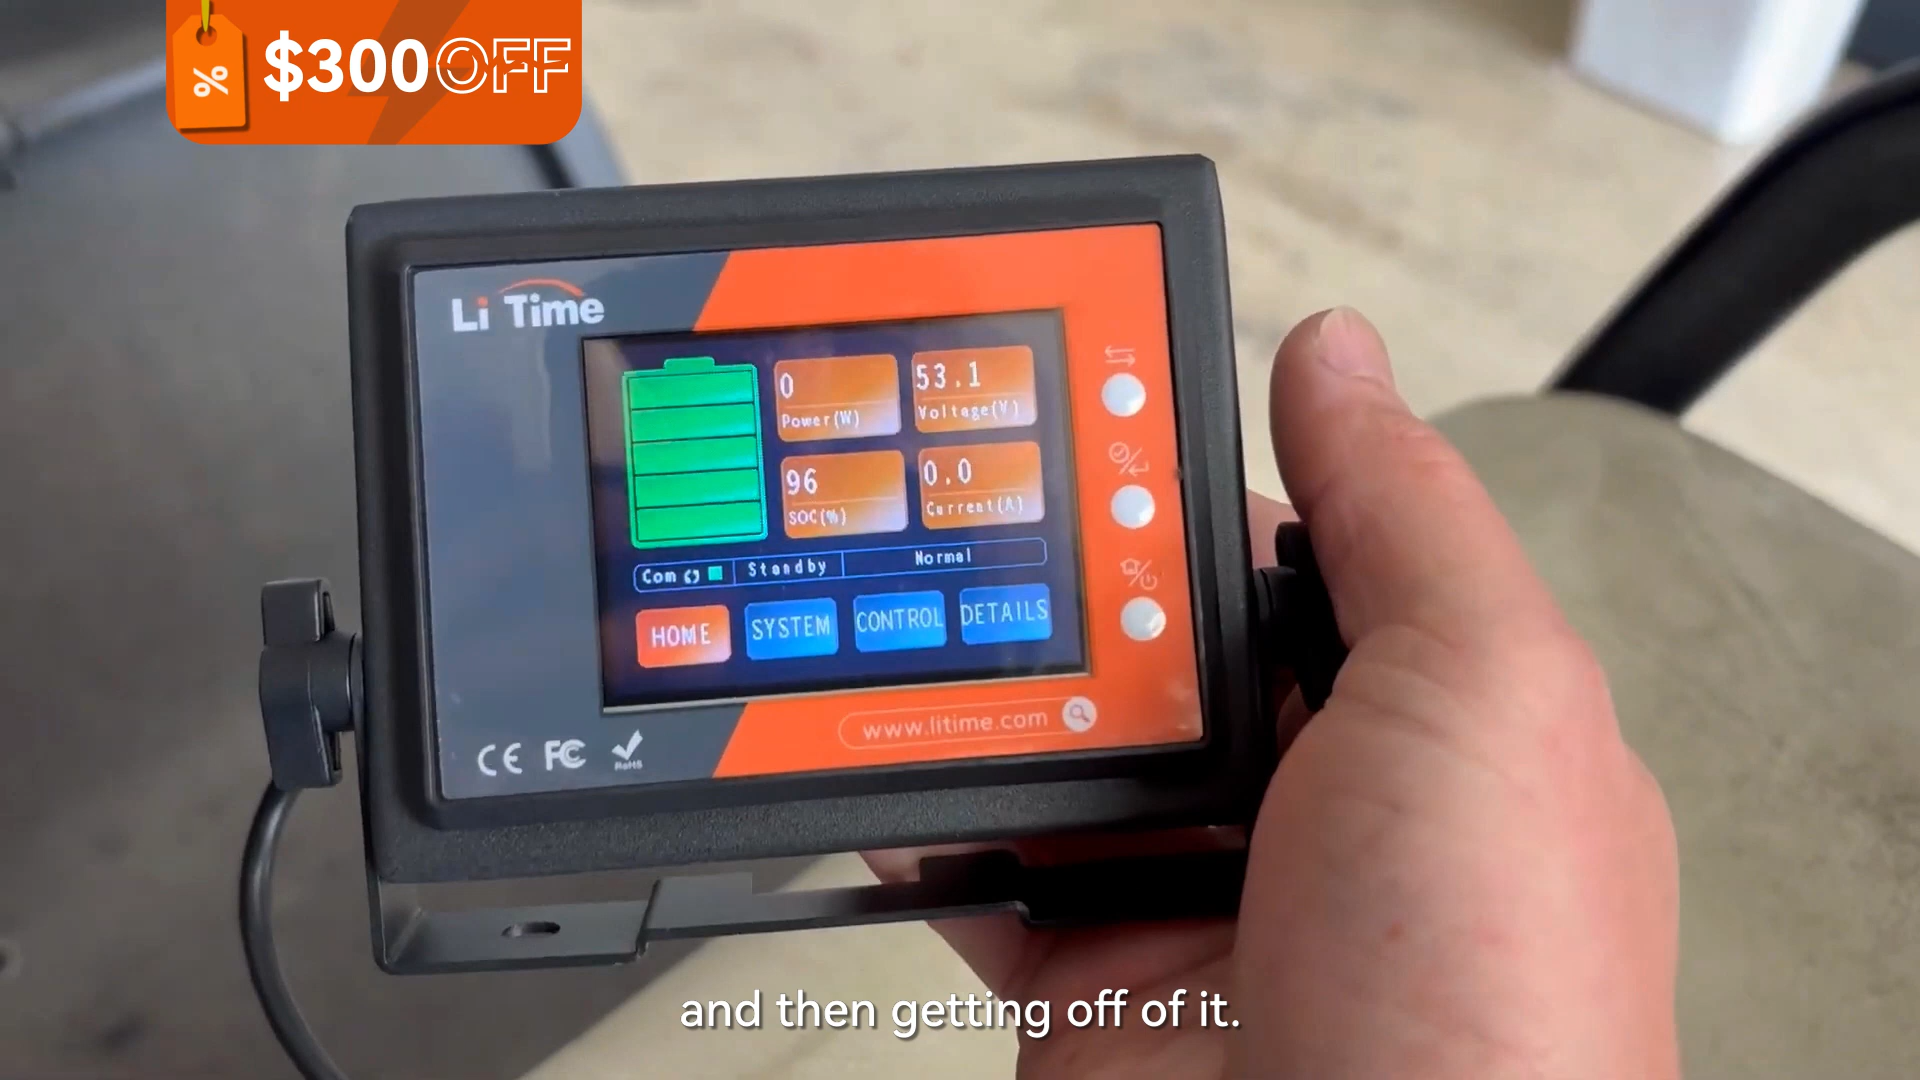 %
$300 OFF
Li Time
0
Power(W)
53.1
Voltage(V)
96
SOC(%)
0.0
Current(A)
Com
Standby
Normal
HOME
SYSTEM
CONTROL
DETAILS
www.litime.com
CE FC
RoHS
and then getting off of it.